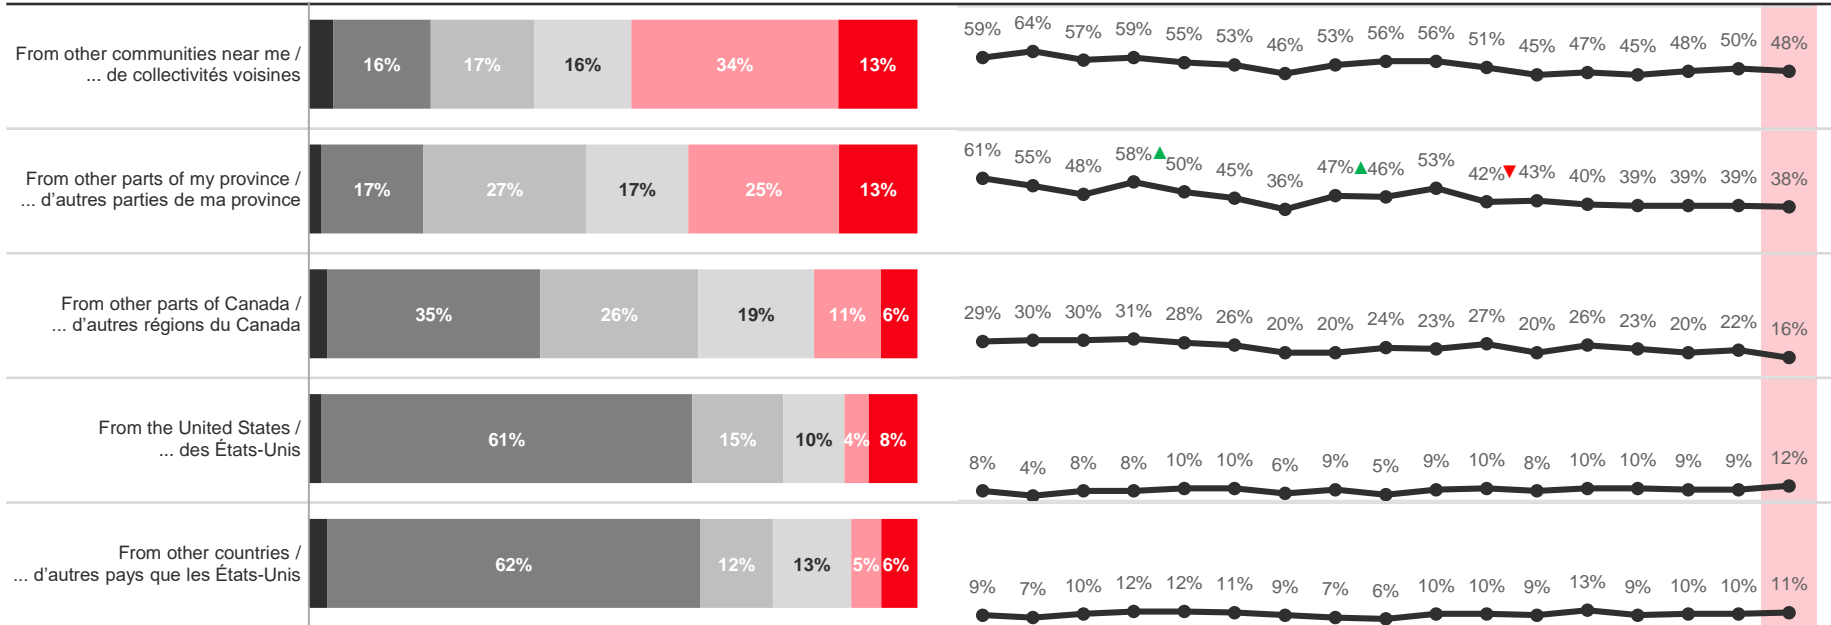 From other communities near me /
... de collectivités voisines
16% 17% 16% 34% 13%
59% 64% 57% 59% 55% 53% 46% 53% 56% 56% 51% 45% 47% 45% 48% 50% 48%
From other parts of my province /
... d'autres parties de ma province
17% 27% 17% 25% 13%
61% 55% 48% 58% 50% 45% 36% 47% 46% 53% 42% 43% 40% 39% 39% 39% 38%
From other parts of Canada /
... d'autres régions du Canada
35% 26% 19% 11% 6%
29% 30% 30% 31% 28% 26% 20% 20% 24% 23% 27% 20% 26% 23% 20% 22% 16%
From the United States /
... des États-Unis
61% 15% 10% 4% 8%
8% 4% 8% 8% 10% 10% 6% 9% 5% 9% 10% 8% 10% 10% 9% 9% 12%
From other countries /
... d'autres pays que les États-Unis
62% 12% 13% 5% 6%
9% 7% 10% 12% 12% 11% 9% 7% 6% 10% 10% 9% 13% 9% 10% 10% 11%